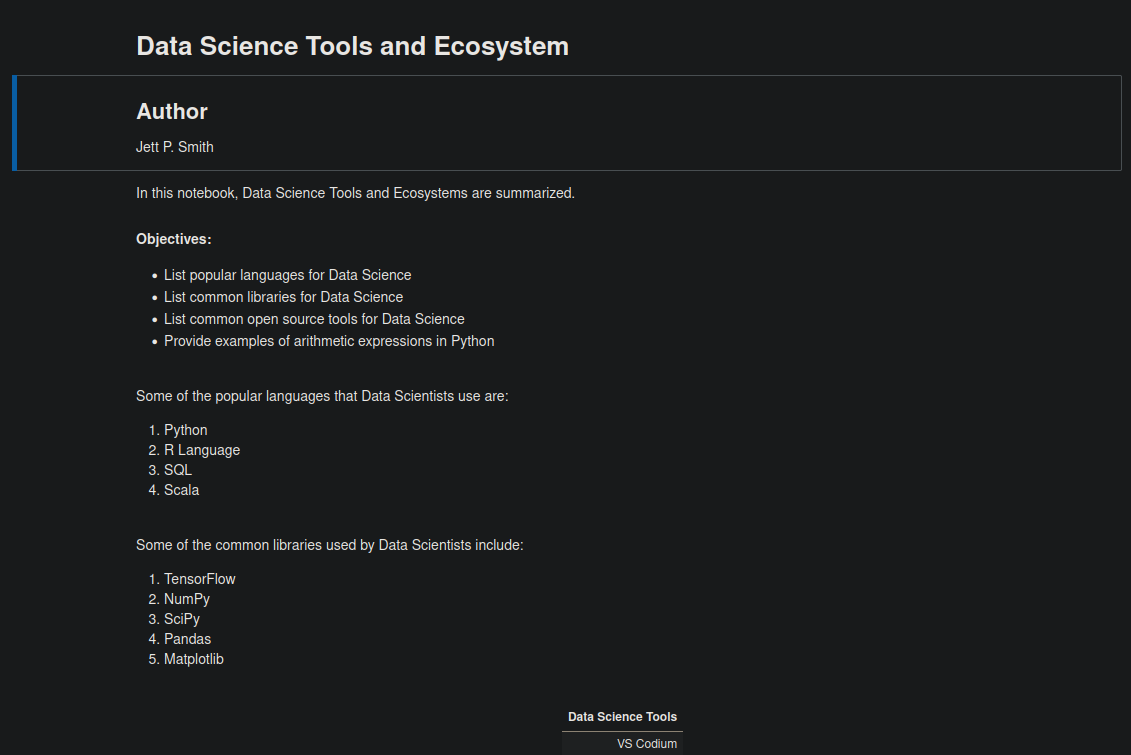 Data Science Tools and Ecosystem
Author
Jett P. Smith
In this notebook, Data Science Tools and Ecosystems are summarized.
Objectives:
• List popular languages for Data Science
• List common libraries for Data Science
• List common open source tools for Data Science
• Provide examples of arithmetic expressions in Python
Some of the popular languages that Data Scientists use are:
1. Python
2. R Language
3. SQL
4. Scala
Some of the common libraries used by Data Scientists include:
1. TensorFlow
2. NumPy
3. SciPy
4. Pandas
5. Matplotlib
Data Science Tools
VS Codium